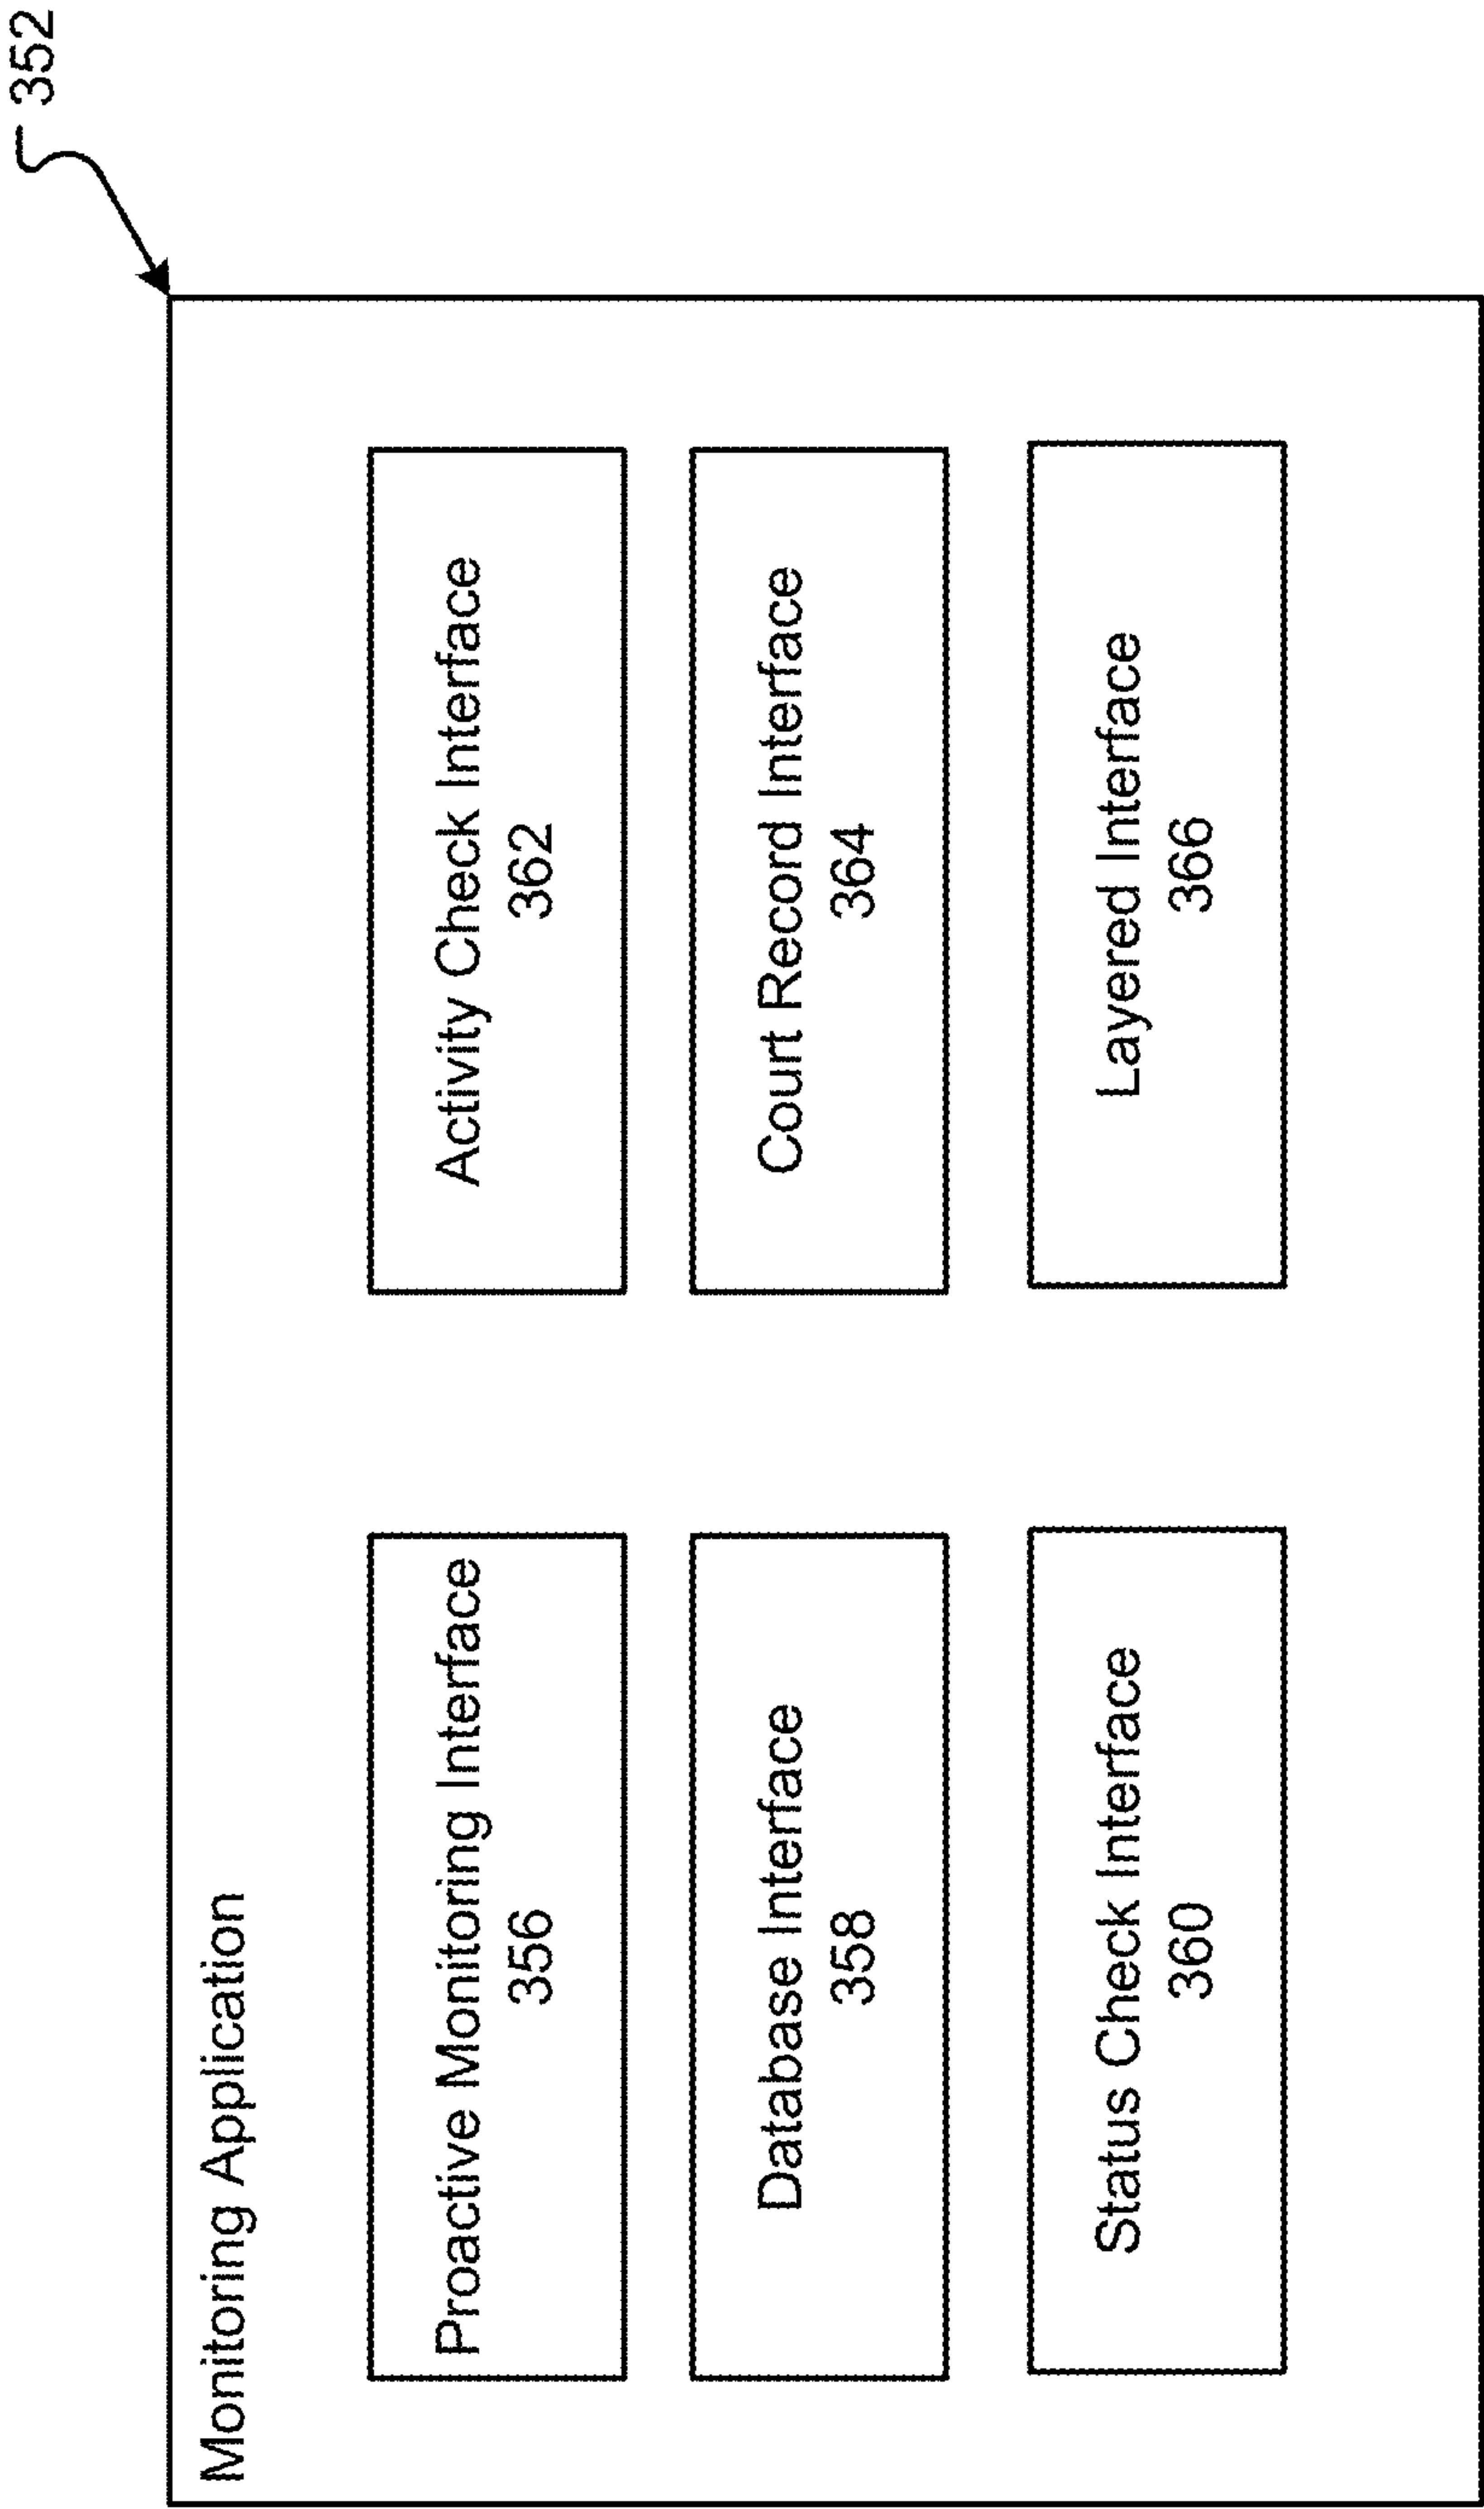 352
Monitoring Application
Proactive Monitoring Interface
356
Activity Check Interface
362
Database Interface
358
Court Record Interface
364
Status Check Interface
360
Layered Interface
366